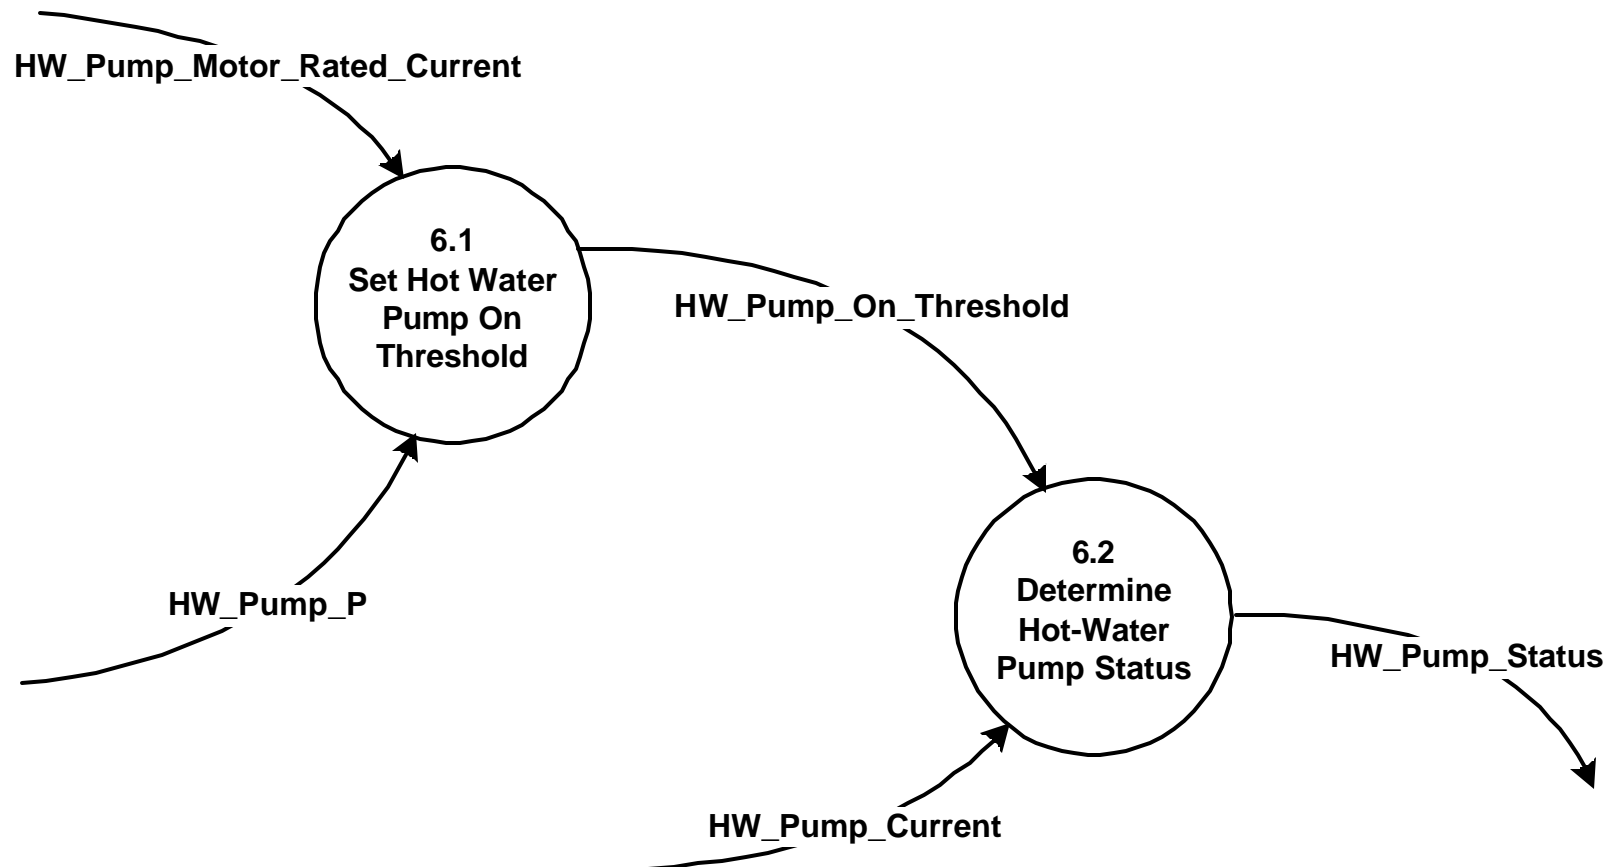 HW_Pump_Motor_Rated_Current
6.1
Set Hot Water
Pump On
Threshold
HW_Pump_On_Threshold
HW_Pump_P
6.2
Determine
Hot-Water
Pump Status
HW_Pump_Status
HW_Pump_Current